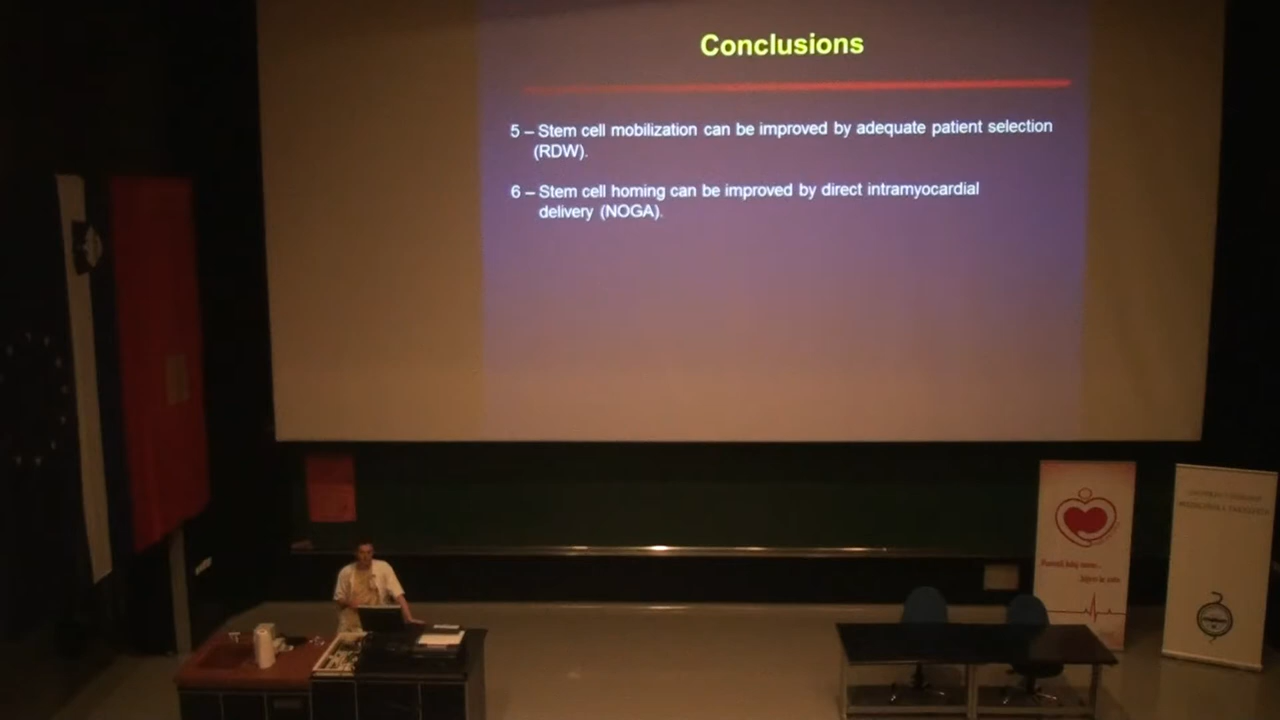 Conclusions
5 – Stem cell mobilization can be improved by adequate patient selection
(RDW).
6 – Stem cell homing can be improved by direct intramyocardial
delivery (NOGA).